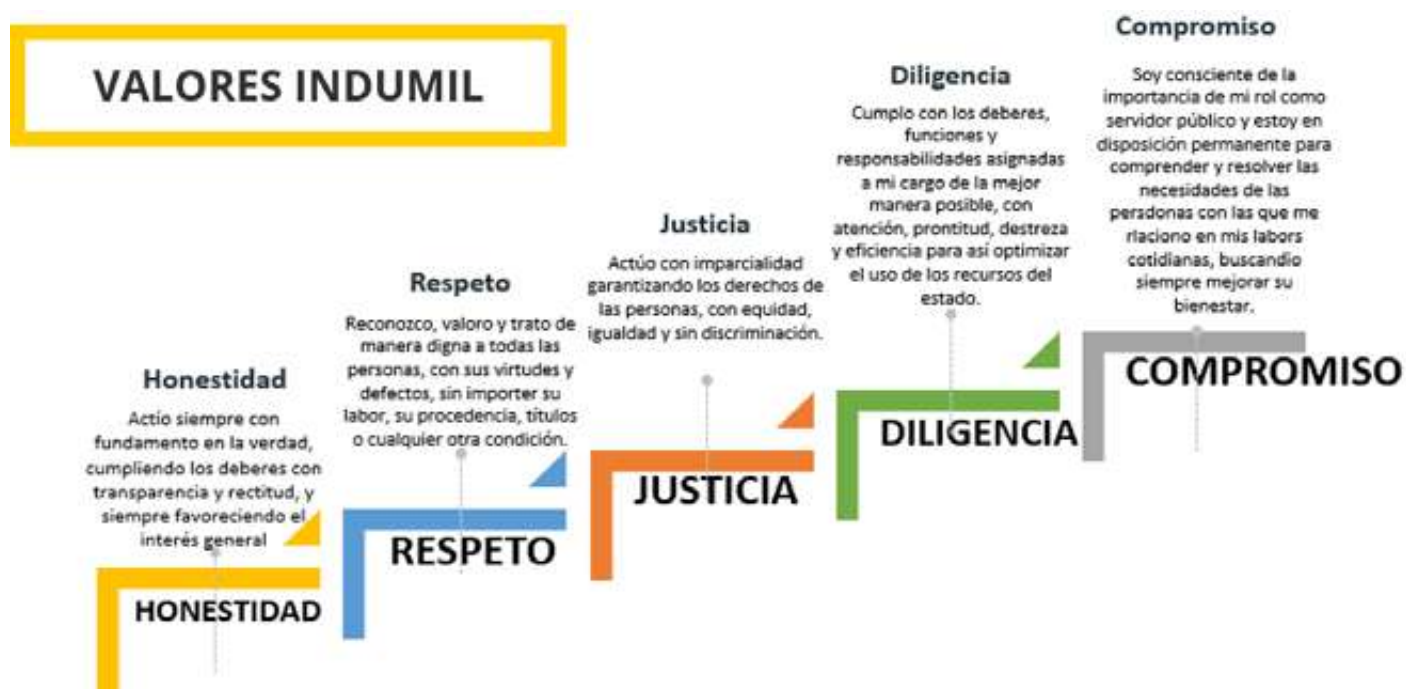 VALORES INDUMIL
Honestidad
Actío siempre con
fundamento en la verdad,
cumpliendo los deberes con
transparencia y rectitud, y
siempre favoreciendo el
interés general
HONESTIDAD
Respeto
Reconozco, valoro y trato de
manera digna a todas las
personas, con sus virtudes y
defectos, sin importer su
labor, su procedencia, títulos
o cualquier otra condición.
RESPETO
Justicia
Actúo con imparcialidad
garantizando los derechos de
las personas, con equidad,
igualdad y sin discriminación.
JUSTICIA
Diligencia
Cumplo con los deberes,
funciones y
responsabilidades asignadas
a mi cargo de la mejor
manera posible, con
atención, prontitud, destreza
y eficiencia para así optimizar
el uso de los recursos del
estado.
DILIGENCIA
Compromiso
Soy consciente de la
importancia de mi rol como
servidor público y estoy en
disposición permanente para
comprender y resolver las
necesidades de las
persdonas con las que me
rlaciono en mis labors
cotidianas, buscandio
siempre mejorar su
bienestar.
COMPROMISO